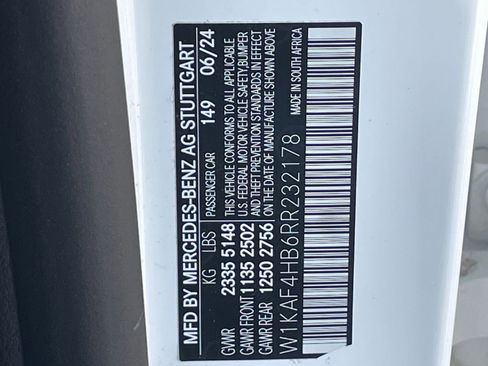 MFD BY MERCEDES-BENZ AG STUTTGART
KG LBS PASSENGER CAR 149 06/24
GVWR 2335 5148 THIS VEHICLE CONFORMS TO ALL APPLICABLE
GAWR FRONT 1135 2502 U.S. FEDERAL MOTOR VEHICLE SAFETY, BUMPER
AND THEFT PREVENTION STANDARDS IN EFFECT
GAWR REAR 1250 2756 ON THE DATE OF MANUFACTURE SHOWN ABOVE
W1KAF4HB6RR232178 MADE IN SOUTH AFRICA